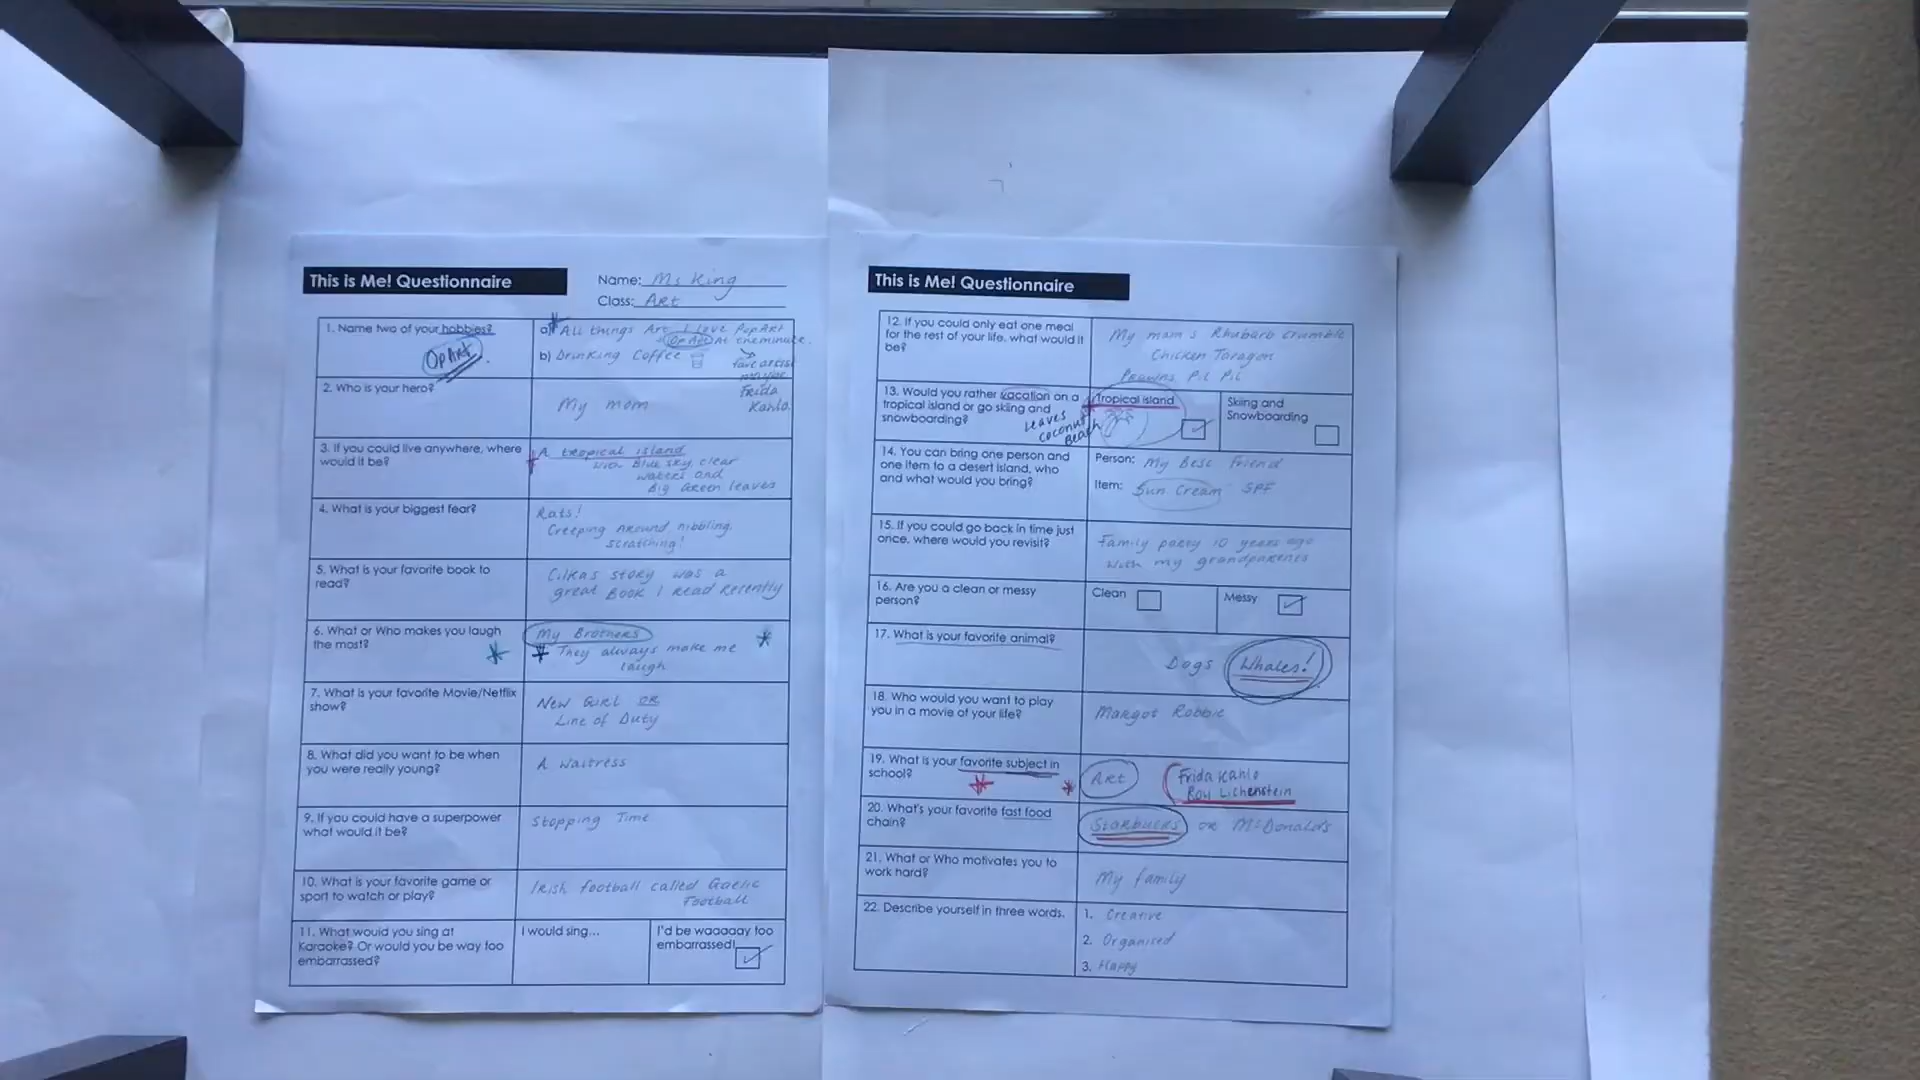 This is Me! Questionnaire
Name: Ms King
Class: Art
1. Name two of your hobbies?
Op Art
a) All things Art I love Pop Art
+ Op Art At the minute.
b) Drinking Coffee
fave artist
maybe
Frida
Kahlo.
2. Who is your hero?
My mom
3. If you could live anywhere, where
would it be?
A tropical island
with Blue sky, clear
waters and
Big Green leaves
4. What is your biggest fear?
Rats!
Creeping Around nibbling
scratching!
5. What is your favorite book to
read?
Cilkas story was a
great Book I read recently
6. What or Who makes you laugh
the most?
My Brothers
They always make me
laugh
7. What is your favorite Movie/Netflix
show?
New Girl OR
Line of Duty
8. What did you want to be when
you were really young?
A Waitress
9. If you could have a superpower
what would it be?
Stopping Time
10. What is your favorite game or
sport to watch or play?
Irish football called Gaelic
Football
11. What would you sing at
Karaoke? Or would you be way too
embarrassed?
I would sing...
I'd be waaaaay too
embarrassed!
This is Me! Questionnaire
12. If you could only eat one meal
for the rest of your life, what would it
be?
My mam's Rhubarb crumble
Chicken Taragon
Prawns Pil Pil
13. Would you rather vacation on a
tropical island or go skiing and
snowboarding?
Leaves
Coconut
Beach
Tropical island
Skiing and
Snowboarding
14. You can bring one person and
one item to a desert island, who
and what would you bring?
Person: My Best Friend
Item: Sun Cream SPF
15. If you could go back in time just
once, where would you revisit?
Family party 10 years ago
with my grandparents
16. Are you a clean or messy
person?
Clean
Messy
17. What is your favorite animal?
Dogs Whales!
18. Who would you want to play
you in a movie of your life?
Margot Robbie
19. What is your favorite subject in
school?
Art
Frida Kahlo
Roy Lichenstein
20. What's your favorite fast food
chain?
Starbucks or McDonald's
21. What or Who motivates you to
work hard?
My family
22. Describe yourself in three words.
1. Creative
2. Organised
3. Happy